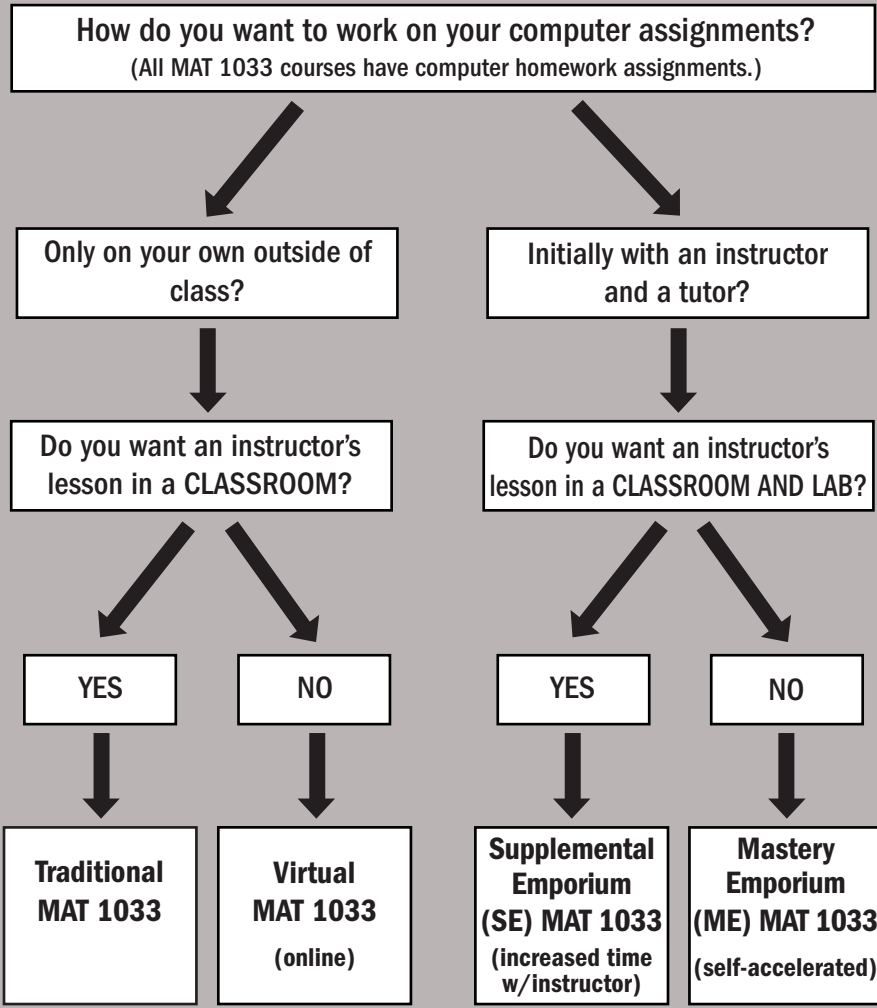 How do you want to work on your computer assignments?
(All MAT 1033 courses have computer homework assignments.)
Only on your own outside of
class?
Initially with an instructor
and a tutor?
Do you want an instructor’s
lesson in a CLASSROOM?
Do you want an instructor’s
lesson in a CLASSROOM AND LAB?
YES
NO
YES
NO
Traditional
MAT 1033
Virtual
MAT 1033
(online)
Supplemental
Emporium
(SE) MAT 1033
(increased time
w/instructor)
Mastery
Emporium
(ME) MAT 1033
(self-accelerated)